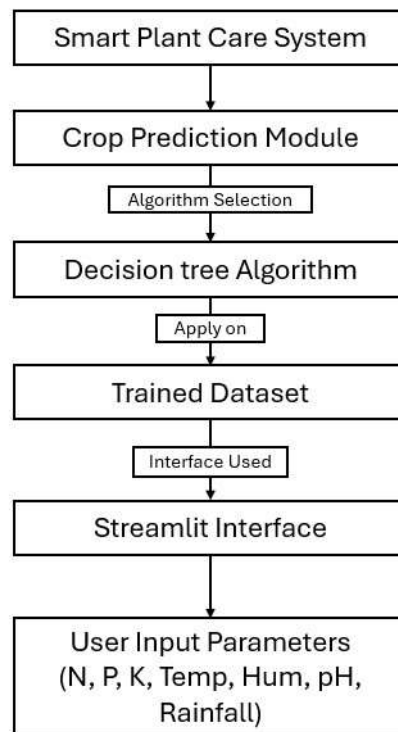 Smart Plant Care System
Crop Prediction Module
Algorithm Selection
Decision tree Algorithm
Apply on
Trained Dataset
Interface Used
Streamlit Interface
User Input Parameters
(N, P, K, Temp, Hum, pH,
Rainfall)